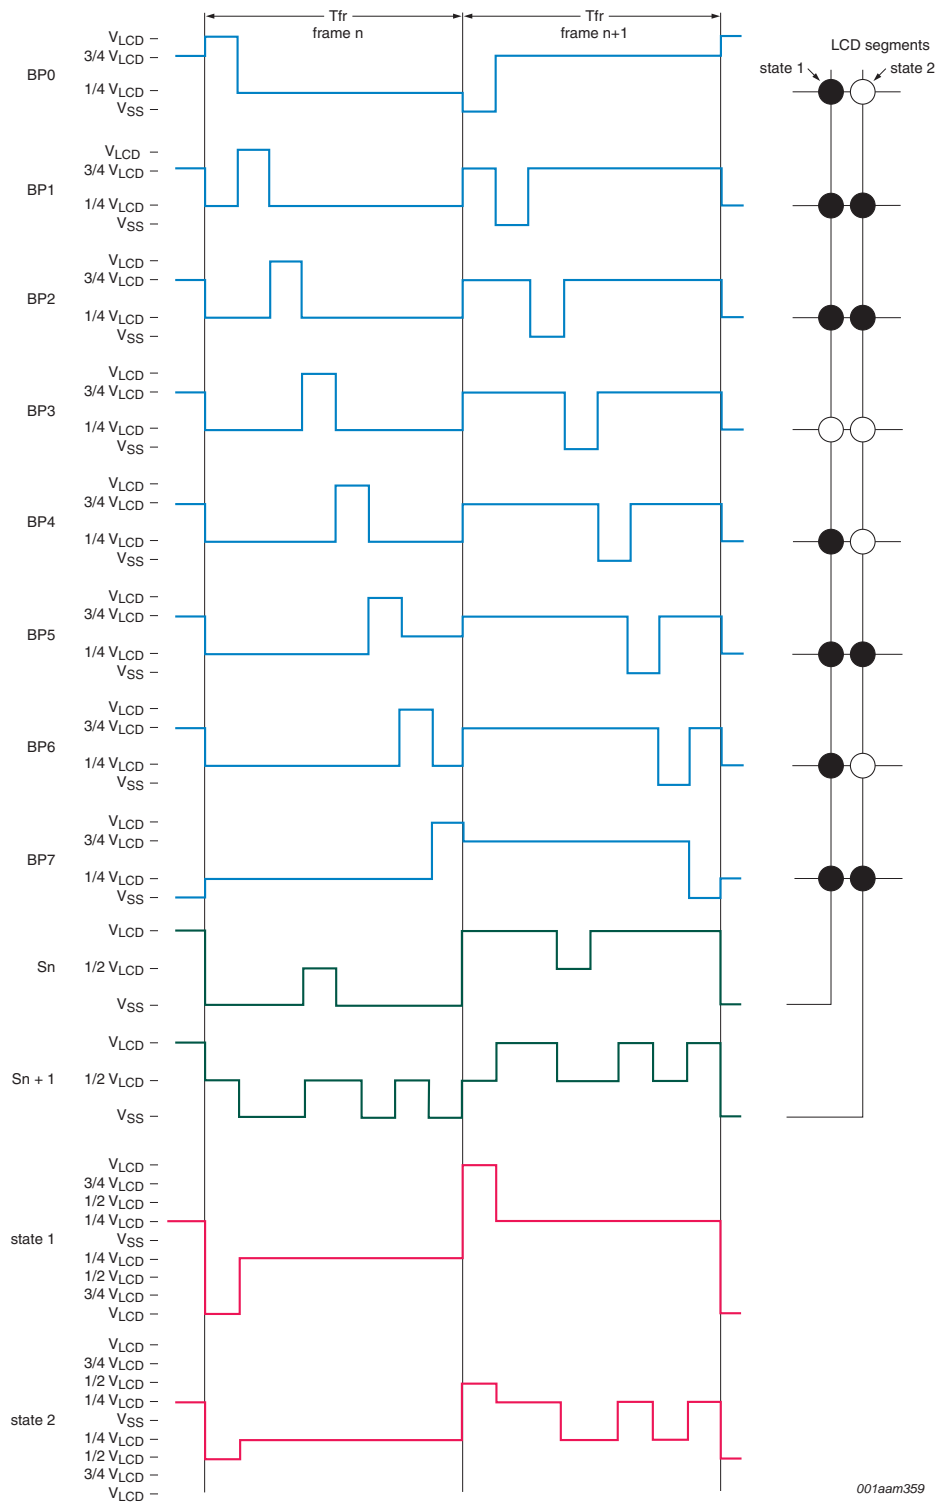 Tfr
Tfr
frame n
frame n+1
BP0
VLCD
3/4 VLCD
1/4 VLCD
VSS
LCD segments
state 1
state 2
BP1
VLCD
3/4 VLCD
1/4 VLCD
VSS
BP2
VLCD
3/4 VLCD
1/4 VLCD
VSS
BP3
VLCD
3/4 VLCD
1/4 VLCD
VSS
BP4
VLCD
3/4 VLCD
1/4 VLCD
VSS
BP5
VLCD
3/4 VLCD
1/4 VLCD
VSS
BP6
VLCD
3/4 VLCD
1/4 VLCD
VSS
BP7
VLCD
3/4 VLCD
1/4 VLCD
VSS
Sn
VLCD
1/2 VLCD
VSS
Sn + 1
VLCD
1/2 VLCD
VSS
state 1
VLCD
3/4 VLCD
1/2 VLCD
1/4 VLCD
VSS
1/4 VLCD
1/2 VLCD
3/4 VLCD
VLCD
state 2
VLCD
3/4 VLCD
1/2 VLCD
1/4 VLCD
VSS
1/4 VLCD
1/2 VLCD
3/4 VLCD
VLCD
001aam359